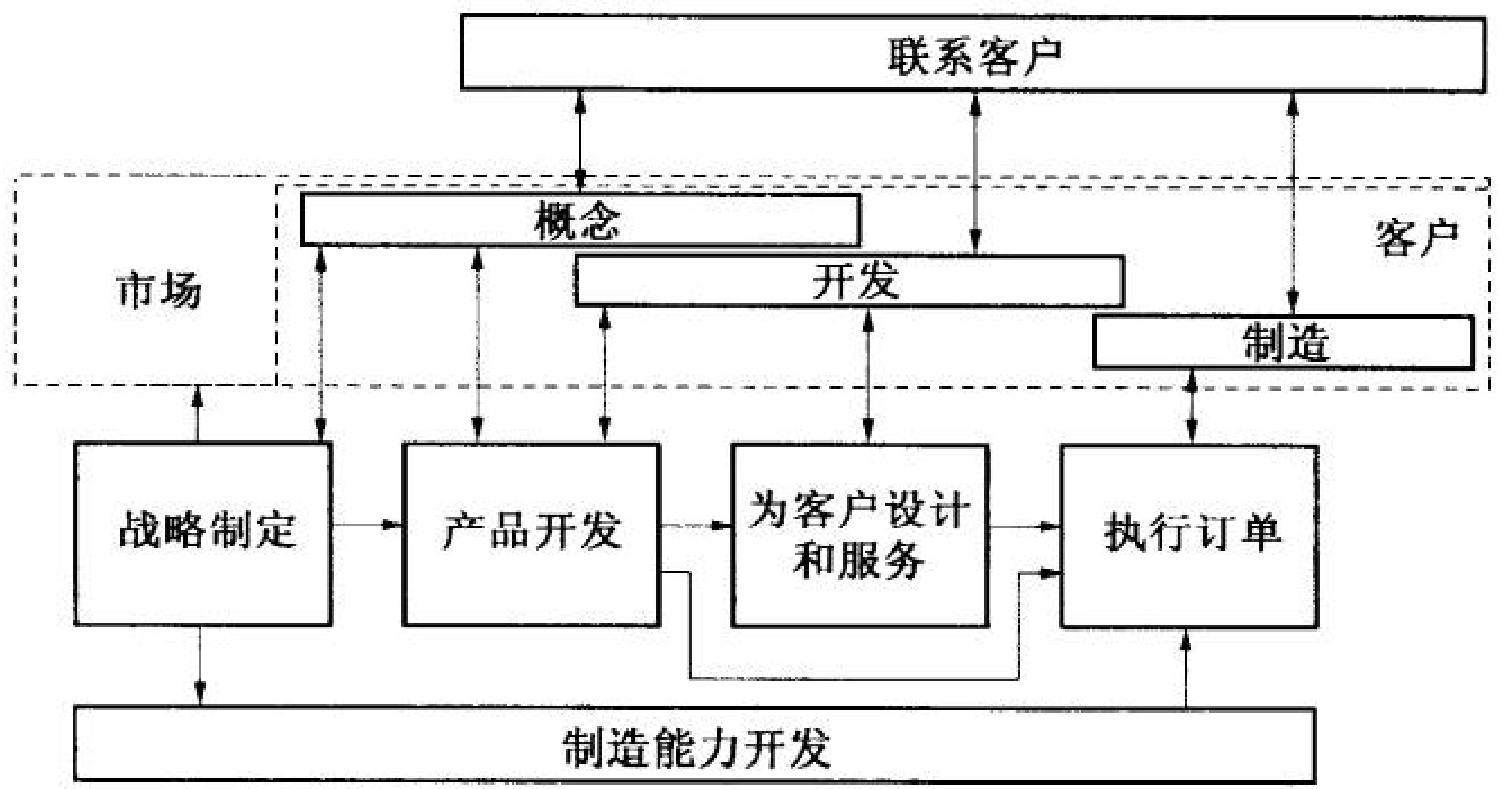 联系客户
概念
客户
市场
开发
制造
战略制定
产品开发
为客户设计
和服务
执行订单
制造能力开发